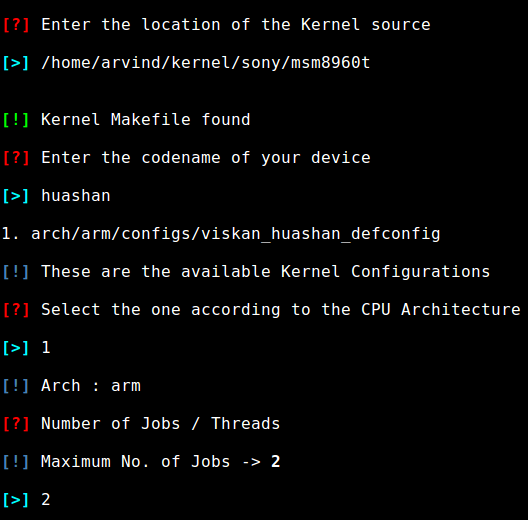 [?] Enter the location of the Kernel source
[>] /home/arvind/kernel/sony/msm8960t
[!] Kernel Makefile found
[?] Enter the codename of your device
[>] huashan
1. arch/arm/configs/viskan_huashan_defconfig
[!] These are the available Kernel Configurations
[?] Select the one according to the CPU Architecture
[>] 1
[!] Arch : arm
[?] Number of Jobs / Threads
[!] Maximum No. of Jobs -> 2
[>] 2